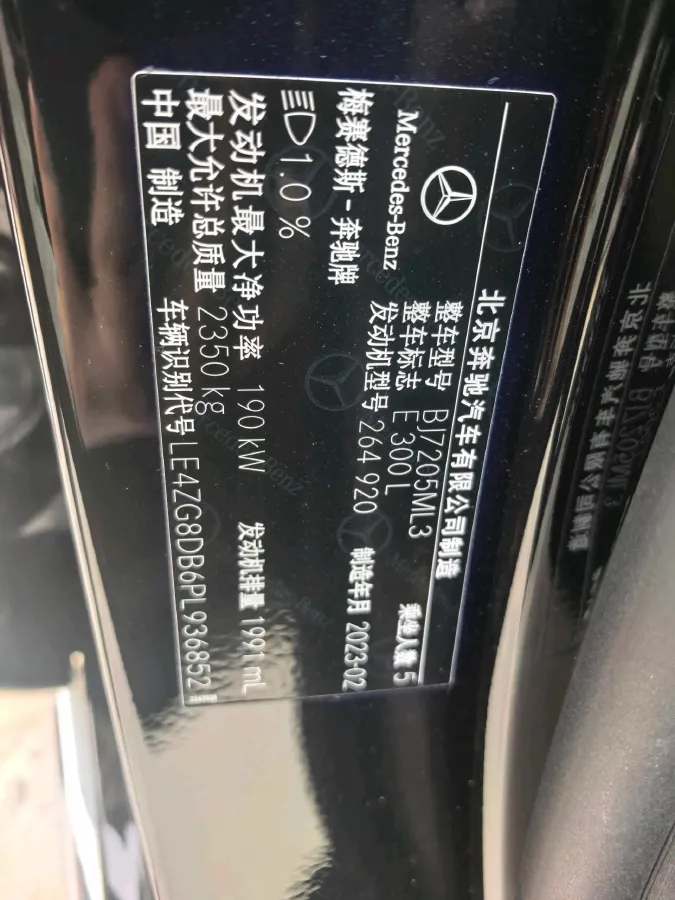 北京奔驰汽车有限公司制造
Mercedes-Benz
整车型号 BJ7205ML3
整车标志 E 300 L 乘坐人数 5
梅赛德斯-奔驰牌 发动机型号 264 920 制造年月 2023-02
1.0 %
发动机最大净功率 190 kW 发动机排量 1991 mL
最大允许总质量 2350 kg
中国 制造 车辆识别代号 LE4ZG8DB6PL936852